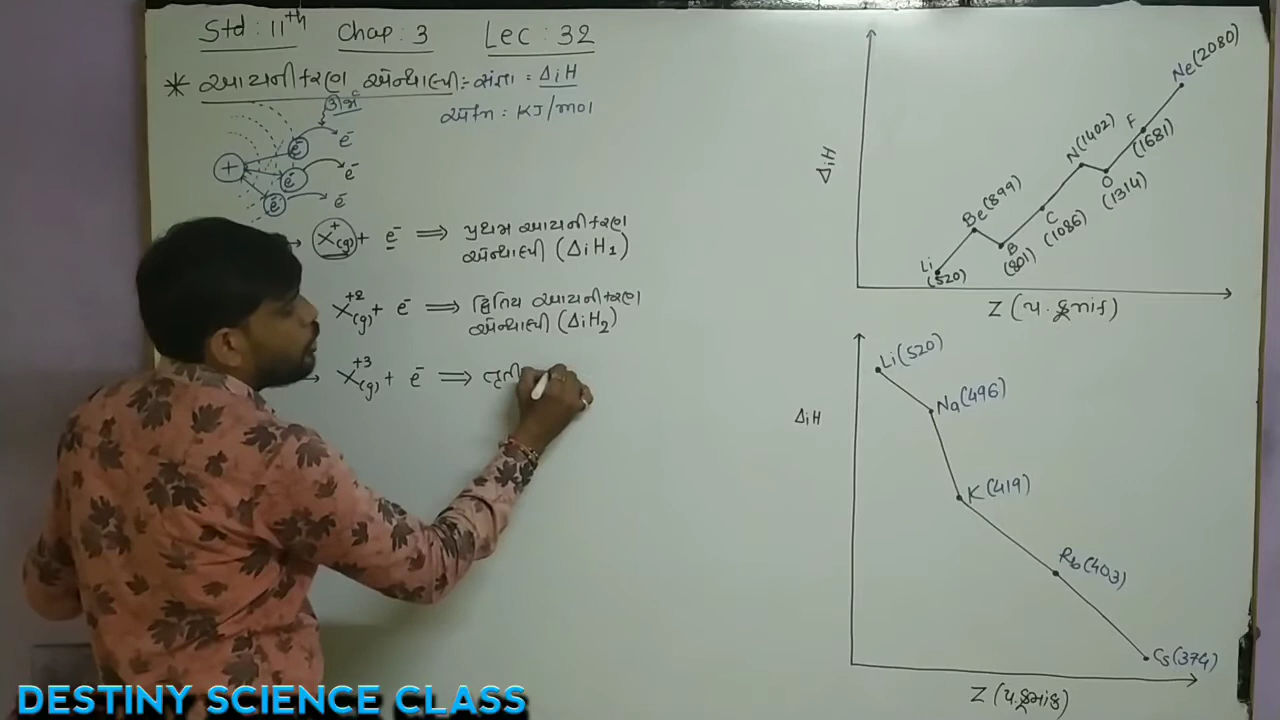 Std : 11th Chap : 3 Lec : 32
* આયનીકરણ એન્થાલ્પી := સંજ્ઞા = ΔiH
એકમ : KJ/mol
+ e⁻ e⁻ e⁻
e⁻ e⁻ e⁻
X⁺(g) + e⁻ ⟹ પ્રથમ આયનીકરણ
એન્થાલ્પી (ΔiH₁)
X⁺²(g) + e⁻ ⟹ દ્વિતિય આયનીકરણ
એન્થાલ્પી (ΔiH₂)
X⁺³(g) + e⁻ ⟹ તૃતી
ΔiH
Li (520)
Be (899)
B (801)
C (1086)
N (1402)
O (1314)
F (1681)
Ne (2080)
Z (પ. ક્રમાંક)
ΔiH
Li (520)
Na (496)
K (419)
Rb (403)
Cs (374)
Z (પ. ક્રમાંક)
DESTINY SCIENCE CLASS